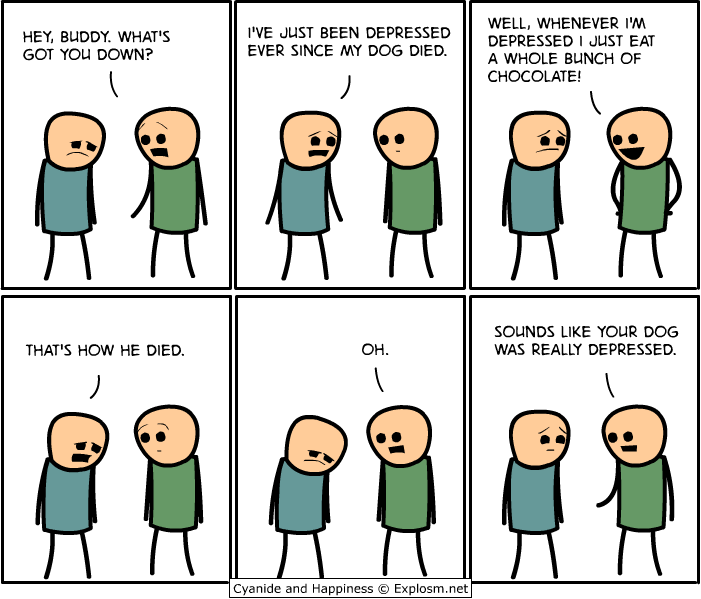 HEY, BUDDY. WHAT'S
GOT YOU DOWN?
I'VE JUST BEEN DEPRESSED
EVER SINCE MY DOG DIED.
WELL, WHENEVER I'M
DEPRESSED I JUST EAT
A WHOLE BUNCH OF
CHOCOLATE!
THAT'S HOW HE DIED.
OH.
SOUNDS LIKE YOUR DOG
WAS REALLY DEPRESSED.
Cyanide and Happiness © Explosm.net